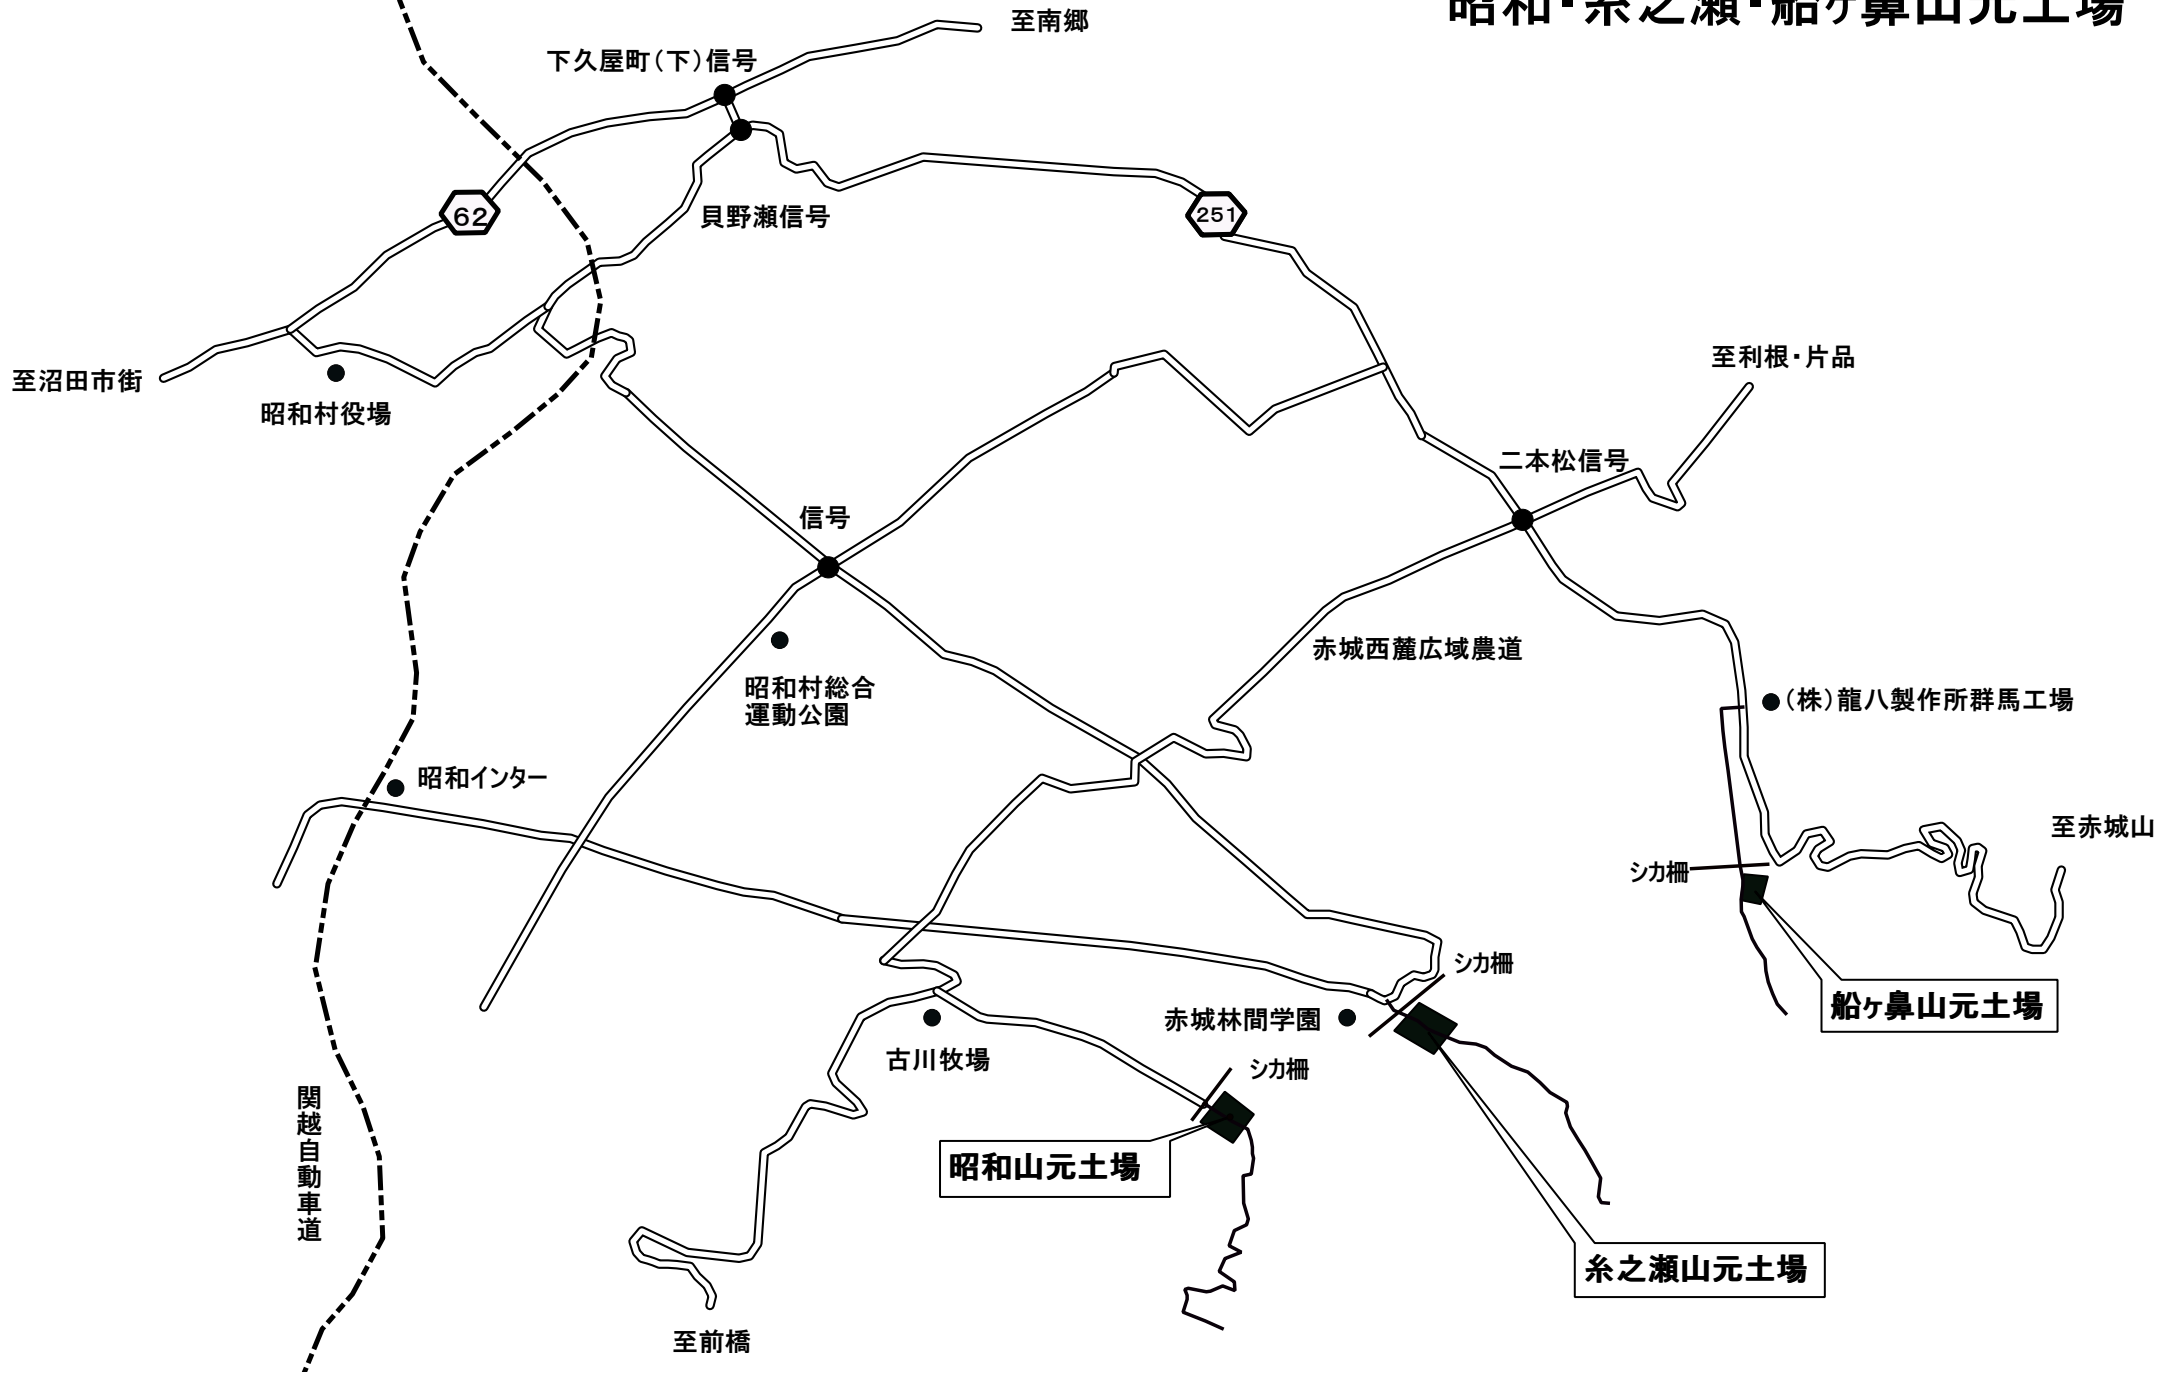 昭和・糸之瀬・船ヶ鼻山元土場
至南郷
下久屋町（下）信号
62
貝野瀬信号
251
至沼田市街
昭和村役場
至利根・片品
二本松信号
信号
赤城西麓広域農道
昭和村総合
運動公園
（株）龍八製作所群馬工場
昭和インター
至赤城山
シカ柵
シカ柵
船ヶ鼻山元土場
赤城林間学園
古川牧場
シカ柵
関越自動車道
昭和山元土場
糸之瀬山元土場
至前橋